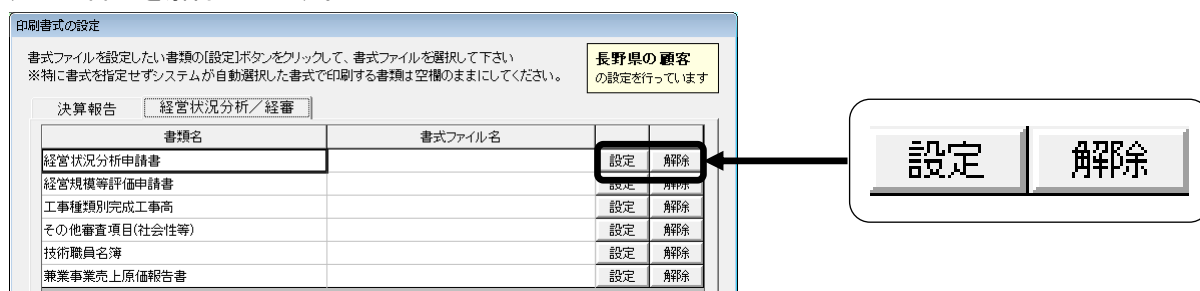 印刷書式の設定
書式ファイルを設定したい書類の[設定]ボタンをクリックして、書式ファイルを選択して下さい
※特に書式を指定せずシステムが自動選択した書式で印刷する書類は空欄のままにしてください。
長野県の 顧客
の設定を行っています
決算報告 経営状況分析／経審
書類名 書式ファイル名
経営状況分析申請書 設定 解除
経営規模等評価申請書 設定 解除
工事種類別完成工事高 設定 解除
その他審査項目(社会性等) 設定 解除
技術職員名簿 設定 解除
兼業事業売上原価報告書 設定 解除
設定 解除